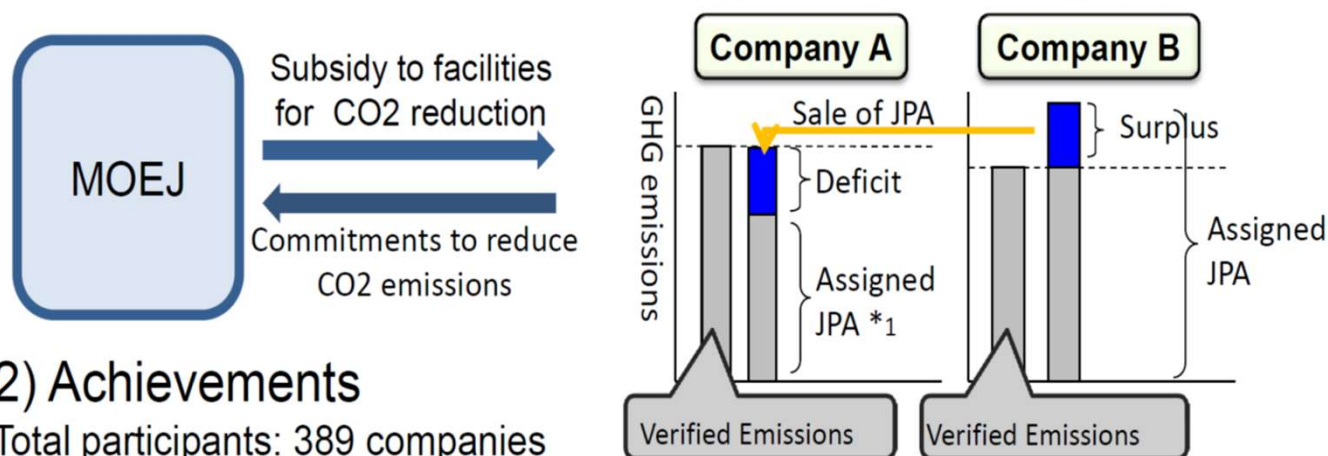 MOEJ
Subsidy to facilities
for CO2 reduction
Commitments to reduce
CO2 emissions
Company A
Company B
GHG emissions
Sale of JPA
Surplus
Deficit
Assigned
JPA *1
Assigned
JPA
Verified Emissions
Verified Emissions
2) Achievements
Total participants: 389 companies